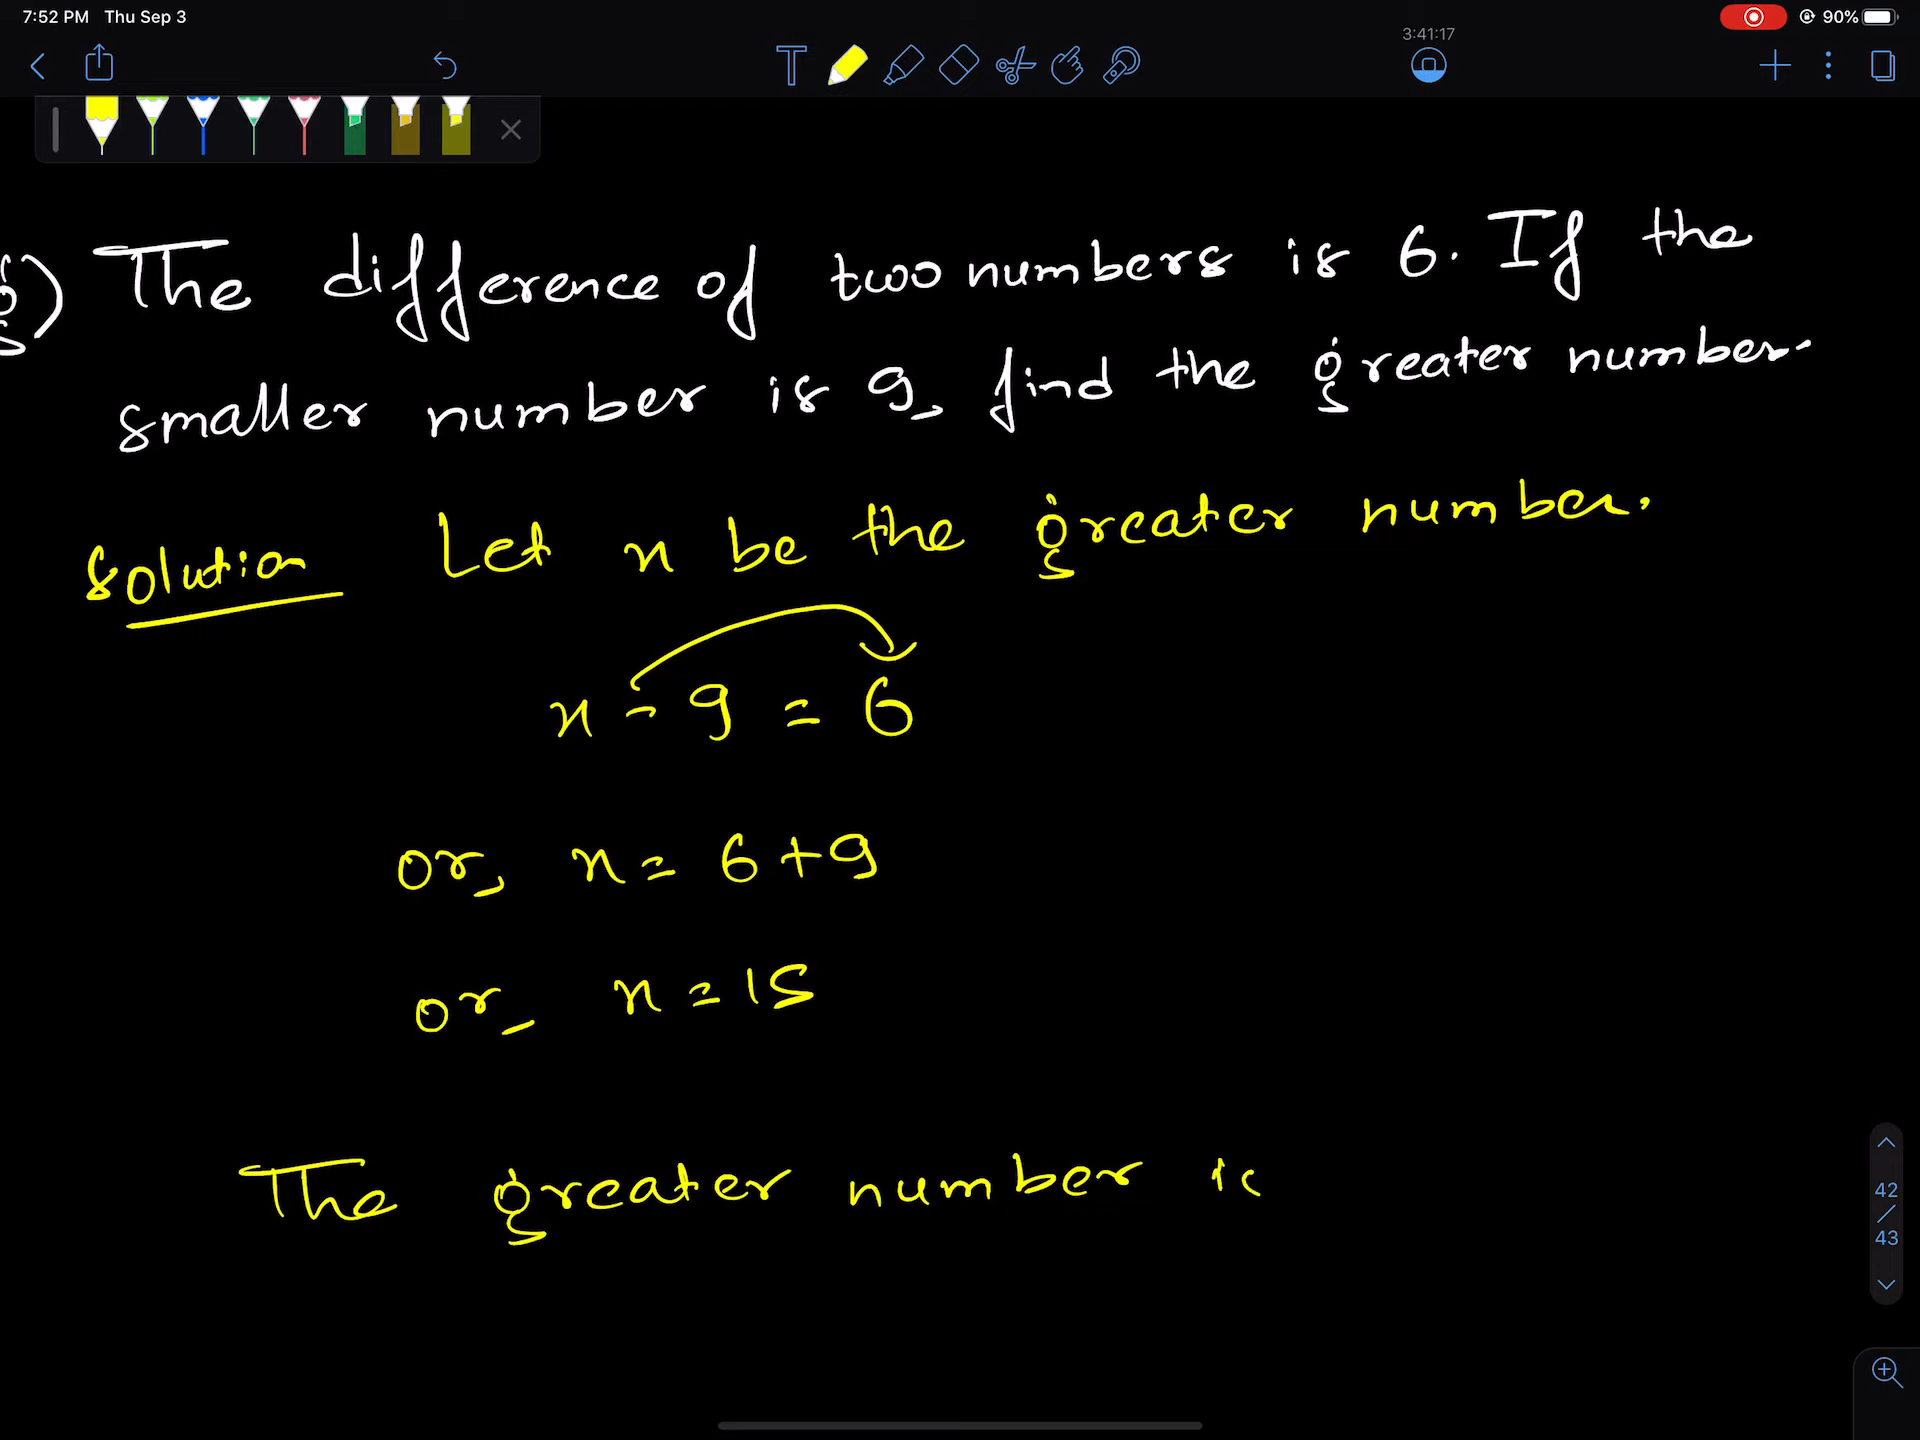 7:52 PM Thu Sep 3
90%
3:41:17
g) The difference of two numbers is 6. If the
smaller number is 9, find the greater number.
Solution Let x be the greater number.
x - 9 = 6
or, x = 6 + 9
or, x = 15
The greater number is
42
/
43